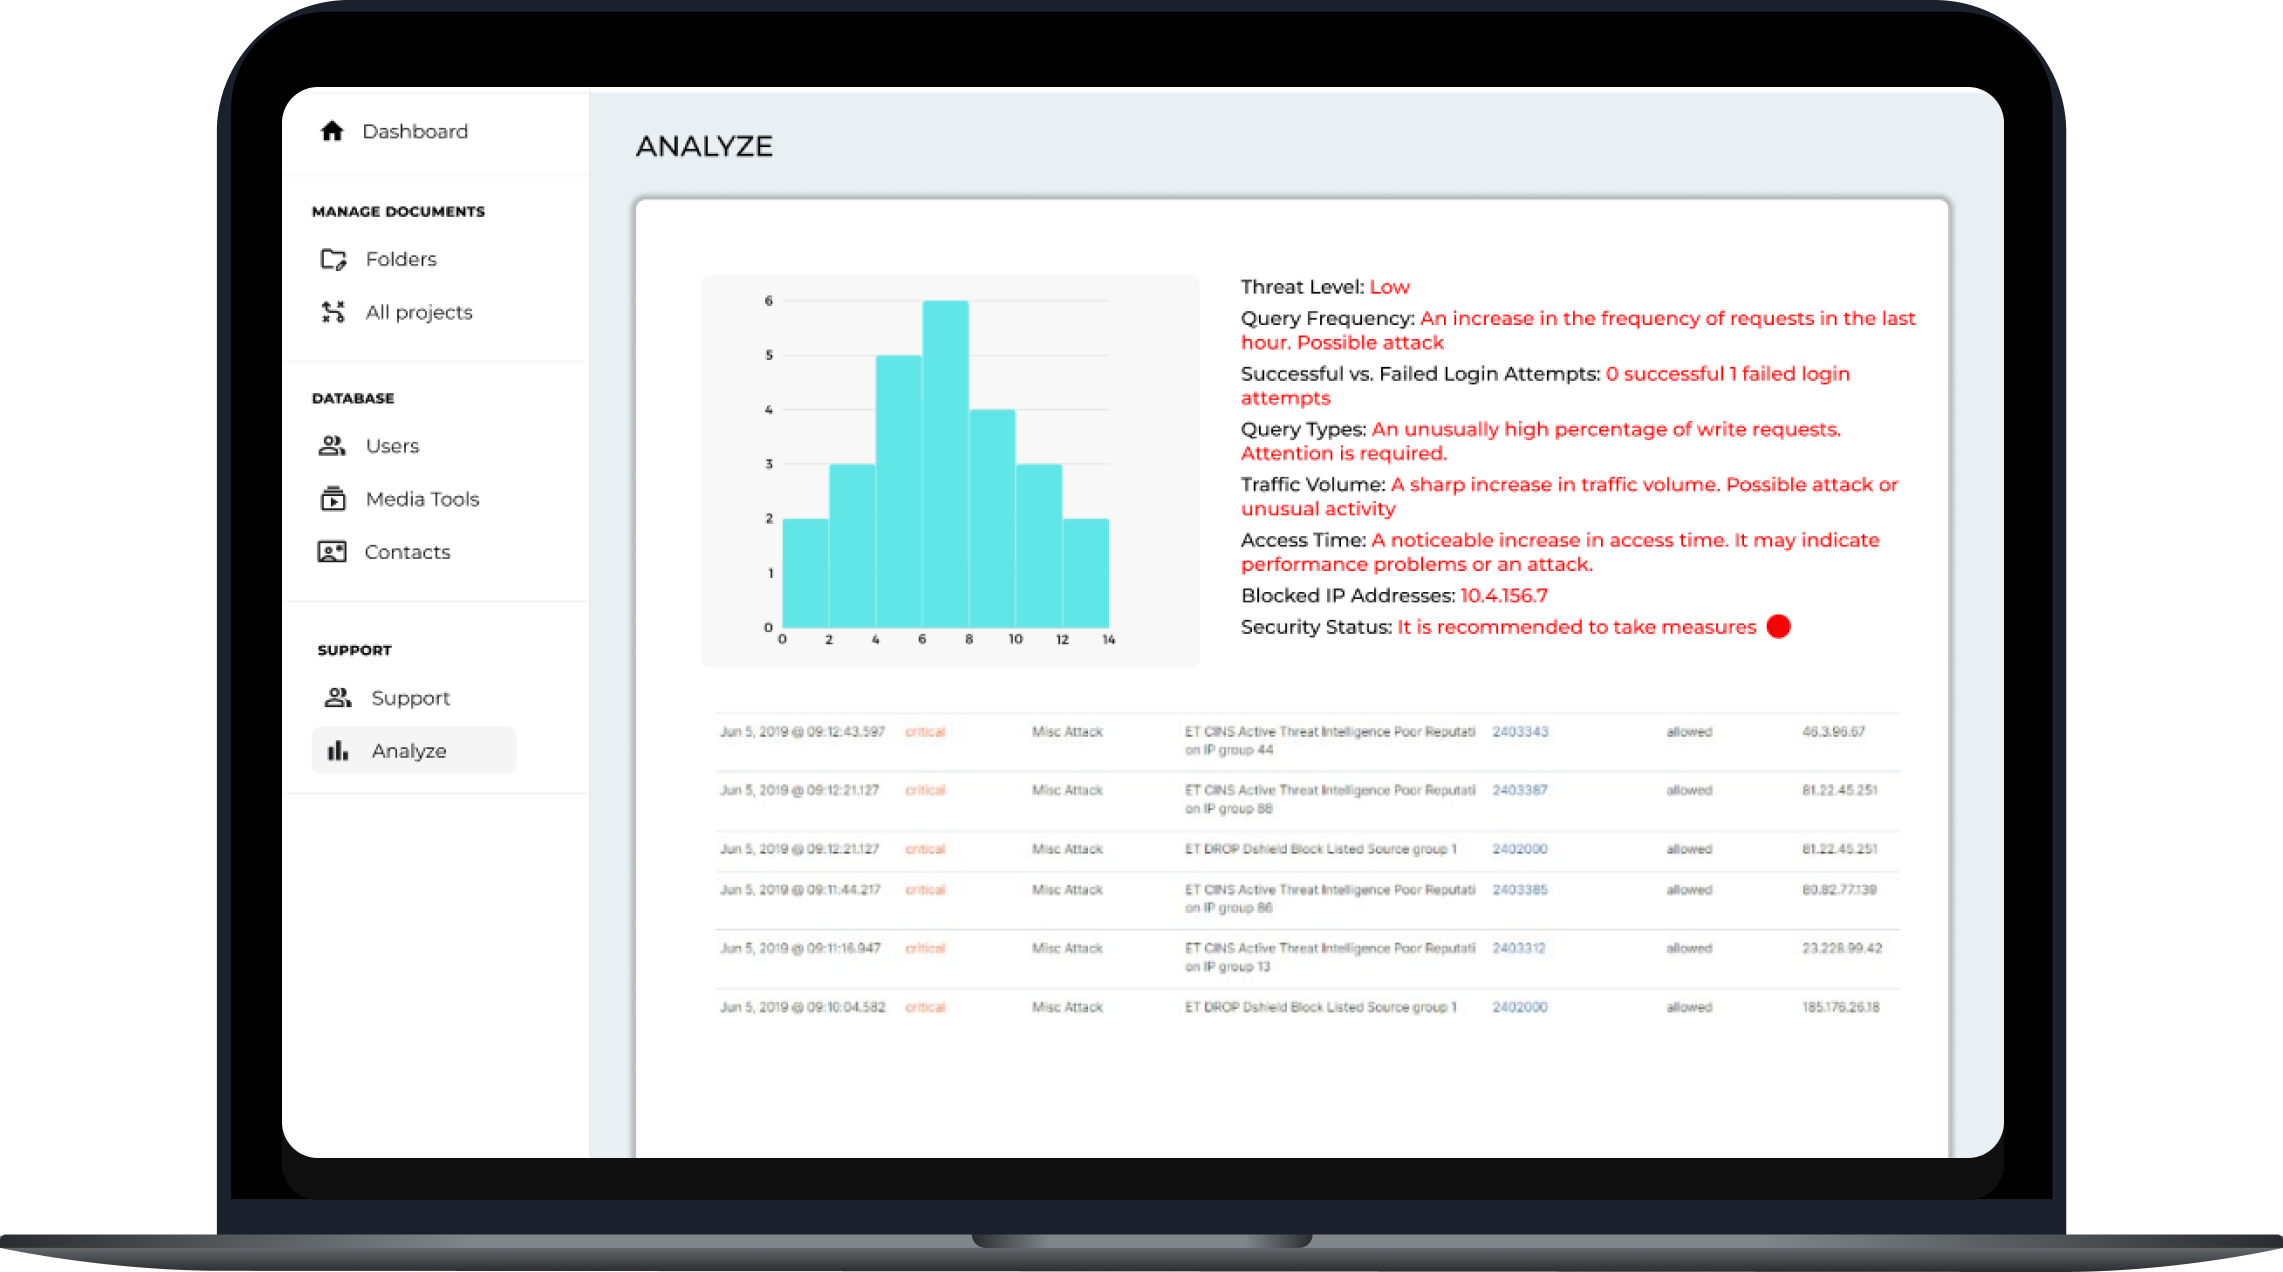 Dashboard
MANAGE DOCUMENTS
Folders
All projects
DATABASE
Users
Media Tools
Contacts
SUPPORT
Support
Analyze
ANALYZE
6
5
4
3
2
1
0
0 2 4 6 8 10 12 14
Threat Level: Low
Query Frequency: An increase in the frequency of requests in the last
hour. Possible attack
Successful vs. Failed Login Attempts: 0 successful 1 failed login
attempts
Query Types: An unusually high percentage of write requests.
Attention is required.
Traffic Volume: A sharp increase in traffic volume. Possible attack or
unusual activity
Access Time: A noticeable increase in access time. It may indicate
performance problems or an attack.
Blocked IP Addresses: 10.4.156.7
Security Status: It is recommended to take measures
Jun 5, 2019 @ 09:12:43.597 critical Misc Attack ET CINS Active Threat Intelligence Poor Reputati 2403343 allowed 46.3.96.67
on IP group 44
Jun 5, 2019 @ 09:12:21.127 critical Misc Attack ET CINS Active Threat Intelligence Poor Reputati 2403387 allowed 81.22.45.251
on IP group 88
Jun 5, 2019 @ 09:12:21.127 critical Misc Attack ET DROP Dshield Block Listed Source group 1 2402000 allowed 81.22.45.251
Jun 5, 2019 @ 09:11:44.217 critical Misc Attack ET CINS Active Threat Intelligence Poor Reputati 2403385 allowed 80.82.77.139
on IP group 86
Jun 5, 2019 @ 09:11:16.947 critical Misc Attack ET CINS Active Threat Intelligence Poor Reputati 2403312 allowed 23.228.99.42
on IP group 13
Jun 5, 2019 @ 09:10:04.582 critical Misc Attack ET DROP Dshield Block Listed Source group 1 2402000 allowed 185.176.26.18